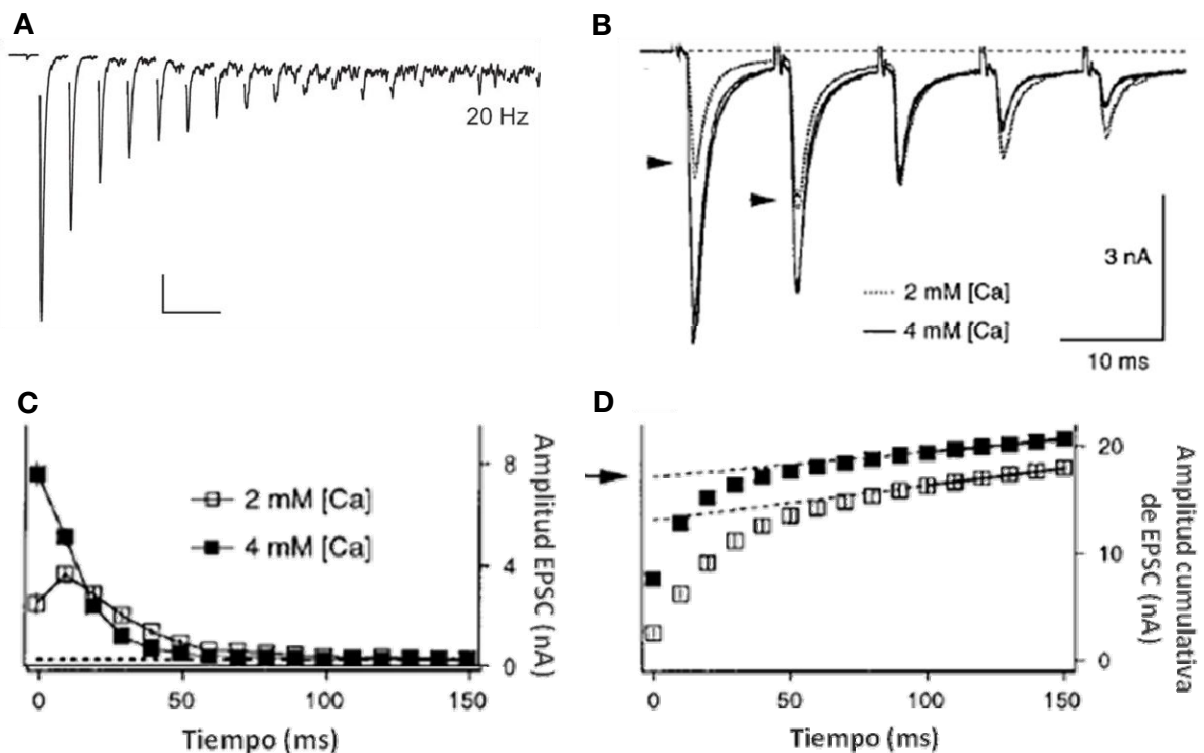 A
20 Hz
B
3 nA
2 mM [Ca]
4 mM [Ca]
10 ms
C
2 mM [Ca]
4 mM [Ca]
8
4
0
Amplitud EPSC (nA)
0
50
100
150
Tiempo (ms)
D
20
10
0
Amplitud cumulativa
de EPSC (nA)
0
50
100
150
Tiempo (ms)